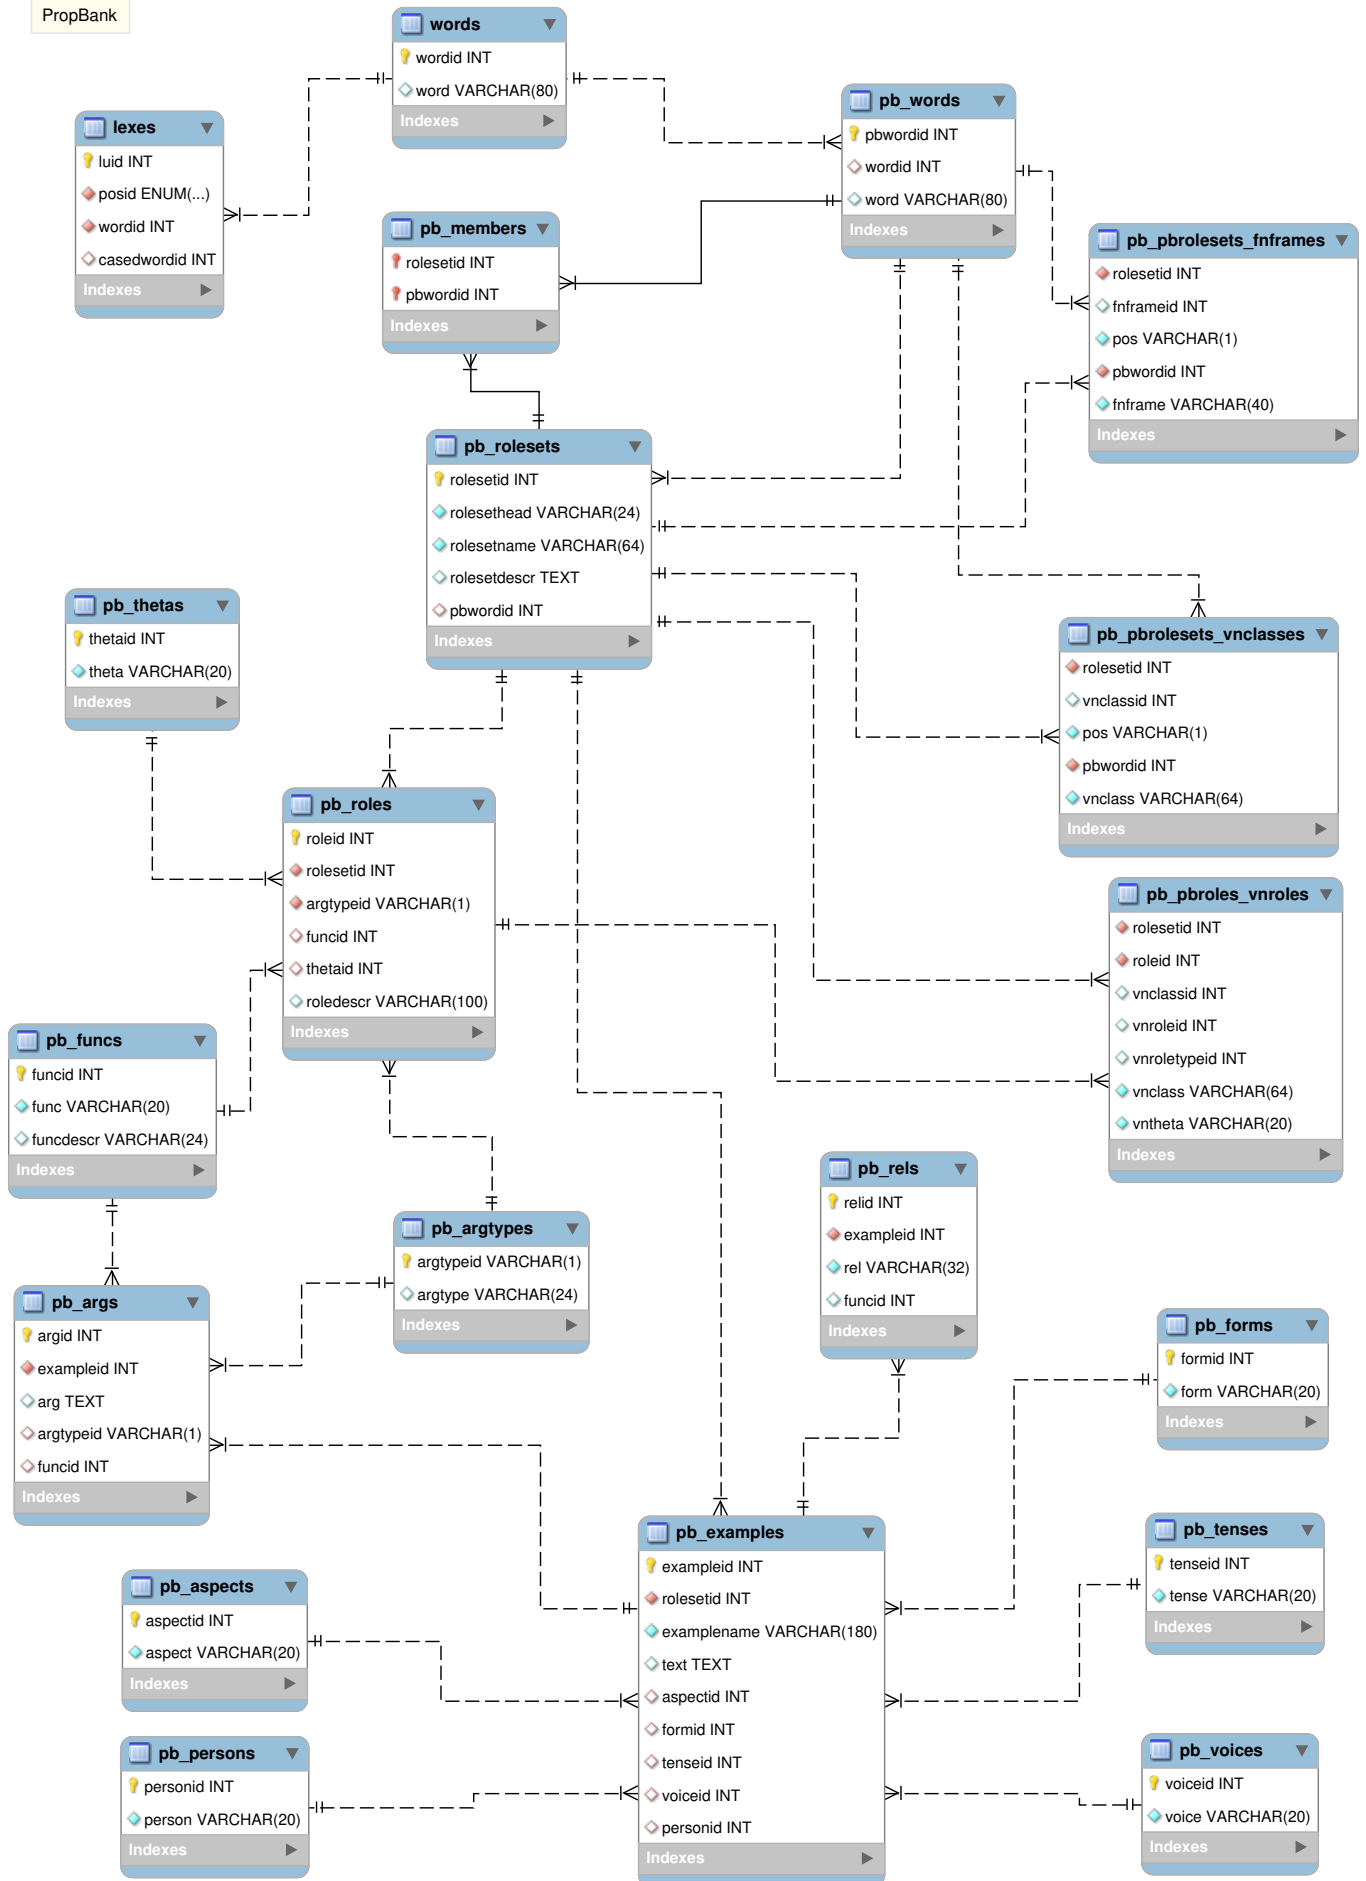 PropBank
words
wordid INT
word VARCHAR(80)
Indexes
pb_words
pbwordid INT
wordid INT
word VARCHAR(80)
Indexes
lexes
luid INT
posid ENUM(...)
wordid INT
casedwordid INT
Indexes
pb_members
rolesetid INT
pbwordid INT
Indexes
pb_pbrolesets_fnframes
rolesetid INT
fnframeid INT
pos VARCHAR(1)
pbwordid INT
fnframe VARCHAR(40)
Indexes
pb_rolesets
rolesetid INT
rolesethead VARCHAR(24)
rolesetname VARCHAR(64)
rolesetdescr TEXT
pbwordid INT
Indexes
pb_thetas
thetaid INT
theta VARCHAR(20)
Indexes
pb_pbrolesets_vnclasses
rolesetid INT
vnclassid INT
pos VARCHAR(1)
pbwordid INT
vnclass VARCHAR(64)
Indexes
pb_roles
roleid INT
rolesetid INT
argtypeid VARCHAR(1)
funcid INT
thetaid INT
roledescr VARCHAR(100)
Indexes
pb_pbroles_vnroles
rolesetid INT
roleid INT
vnclassid INT
vnroleid INT
vnroletypeid INT
vnclass VARCHAR(64)
vntheta VARCHAR(20)
Indexes
pb_funcs
funcid INT
func VARCHAR(20)
funcdescr VARCHAR(24)
Indexes
pb_rels
relid INT
exampleid INT
rel VARCHAR(32)
funcid INT
Indexes
pb_argtypes
argtypeid VARCHAR(1)
argtype VARCHAR(24)
Indexes
pb_args
argid INT
exampleid INT
arg TEXT
argtypeid VARCHAR(1)
funcid INT
Indexes
pb_forms
formid INT
form VARCHAR(20)
Indexes
pb_examples
exampleid INT
rolesetid INT
examplename VARCHAR(180)
text TEXT
aspectid INT
formid INT
tenseid INT
voiceid INT
personid INT
Indexes
pb_tenses
tenseid INT
tense VARCHAR(20)
Indexes
pb_aspects
aspectid INT
aspect VARCHAR(20)
Indexes
pb_persons
personid INT
person VARCHAR(20)
Indexes
pb_voices
voiceid INT
voice VARCHAR(20)
Indexes